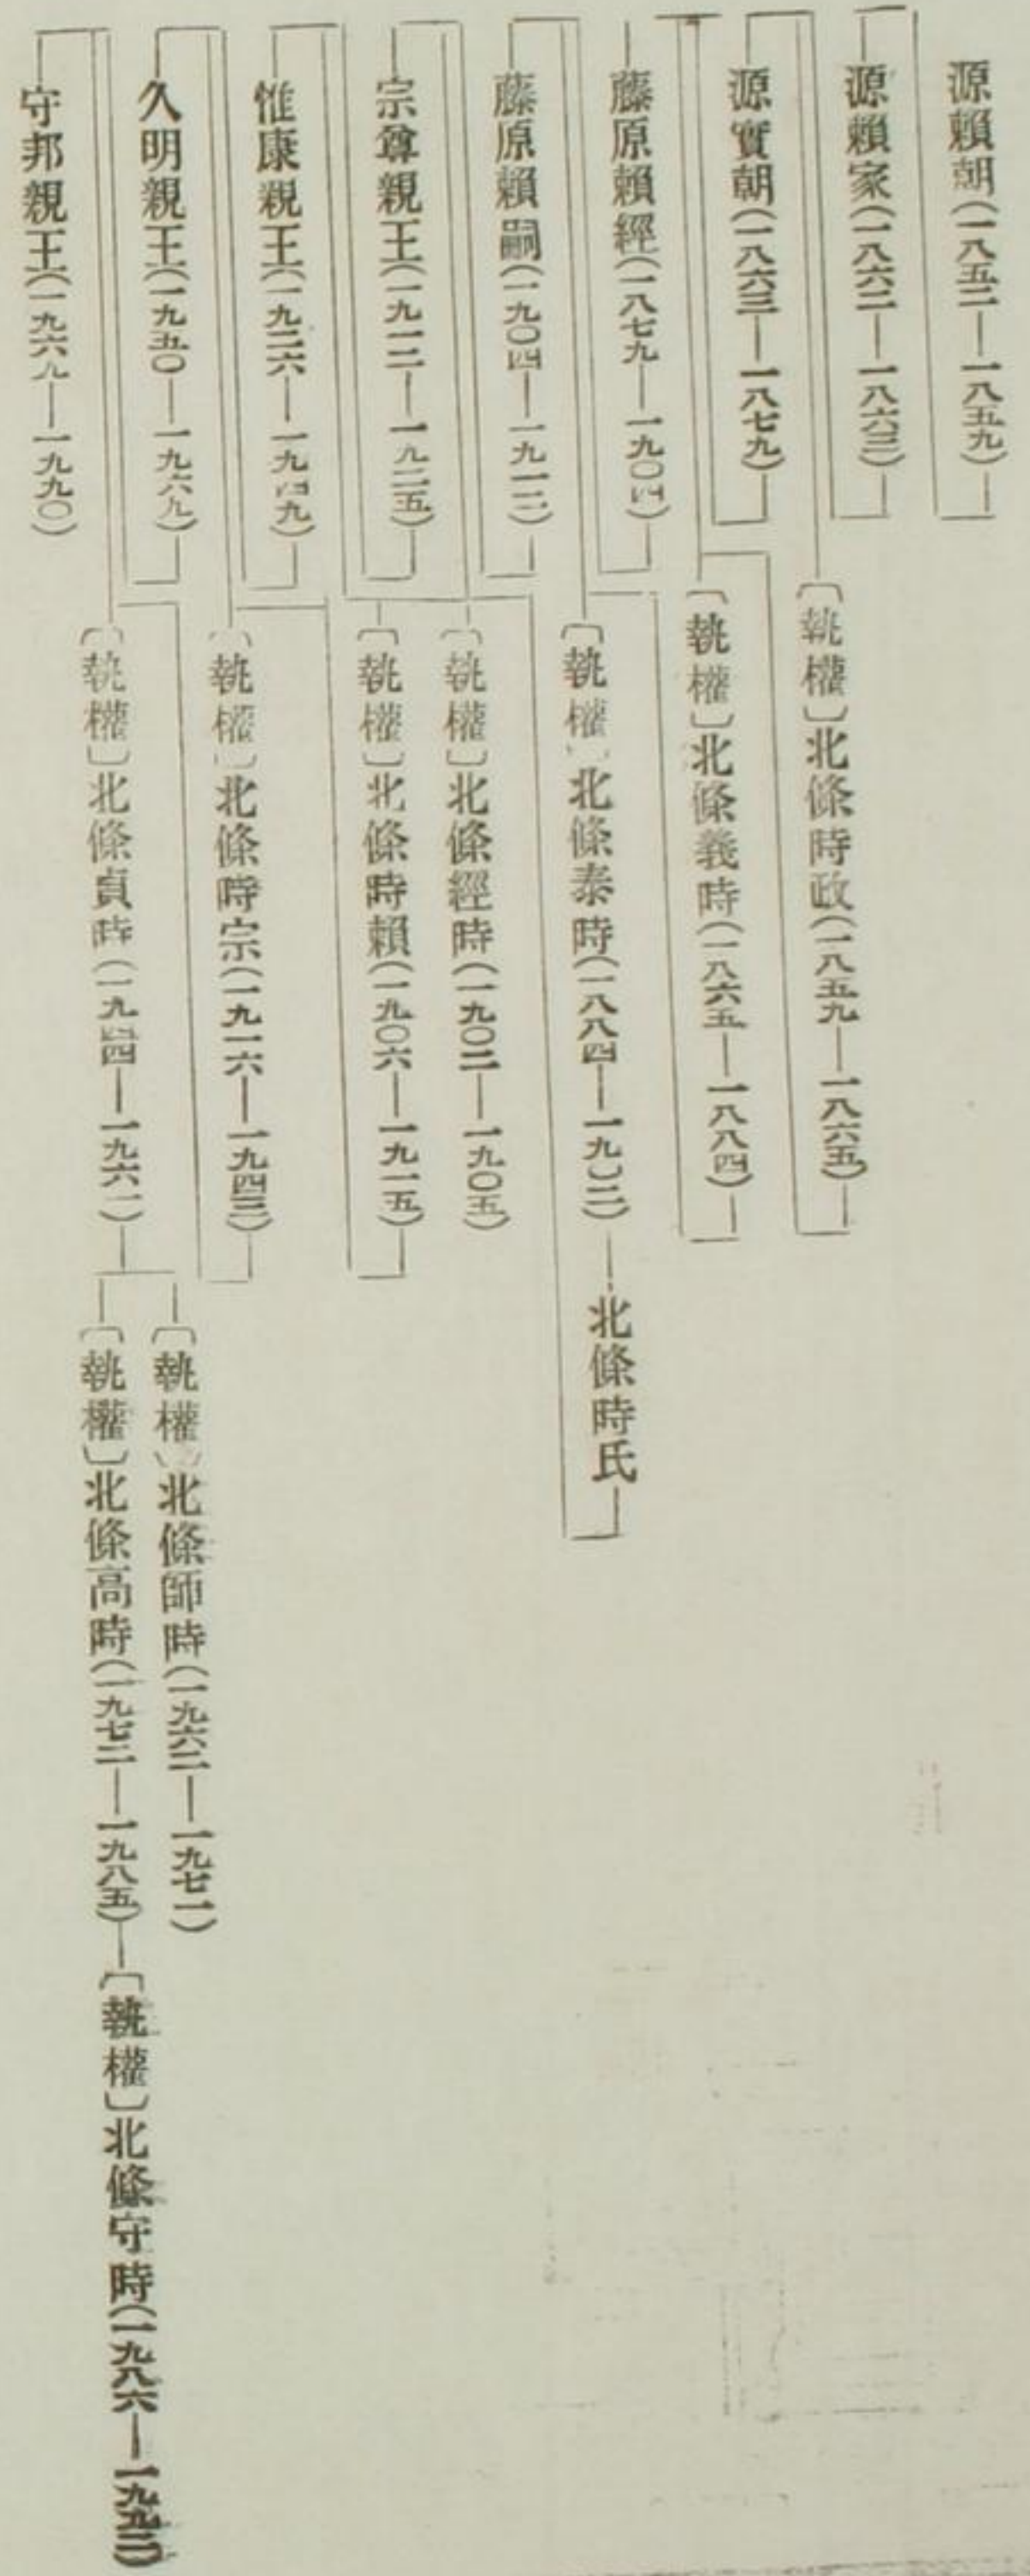 源賴朝(一八五二——一八五九)
源賴家(一八六二——一八六三)
源實朝(一八六三——一八七九)
藤原賴經(一八七九——一九〇四)
藤原賴嗣(一九〇四——一九一二)
宗尊親王(一九一二——一九二五)
惟康親王(一九二六——一九四九)
久明親王(一九五〇——一九六九)
守邦親王(一九六九——一九九〇)
〔執權〕北條時政(一八五九——一八六五)
〔執權〕北條義時(一八六五——一八八四)
〔執權〕北條泰時(一八八四——一九〇二)——北條時氏
〔執權〕北條經時(一九〇二——一九〇五)
〔執權〕北條時賴(一九〇六——一九一五)
〔執權〕北條時宗(一九一六——一九四三)
〔執權〕北條貞時(一九四四——一九六一)
〔執權〕北條師時(一九六二——一九七一)
〔執權〕北條高時(一九七二——一九八五)——〔執權〕北條守時(一九八六——一九九二)